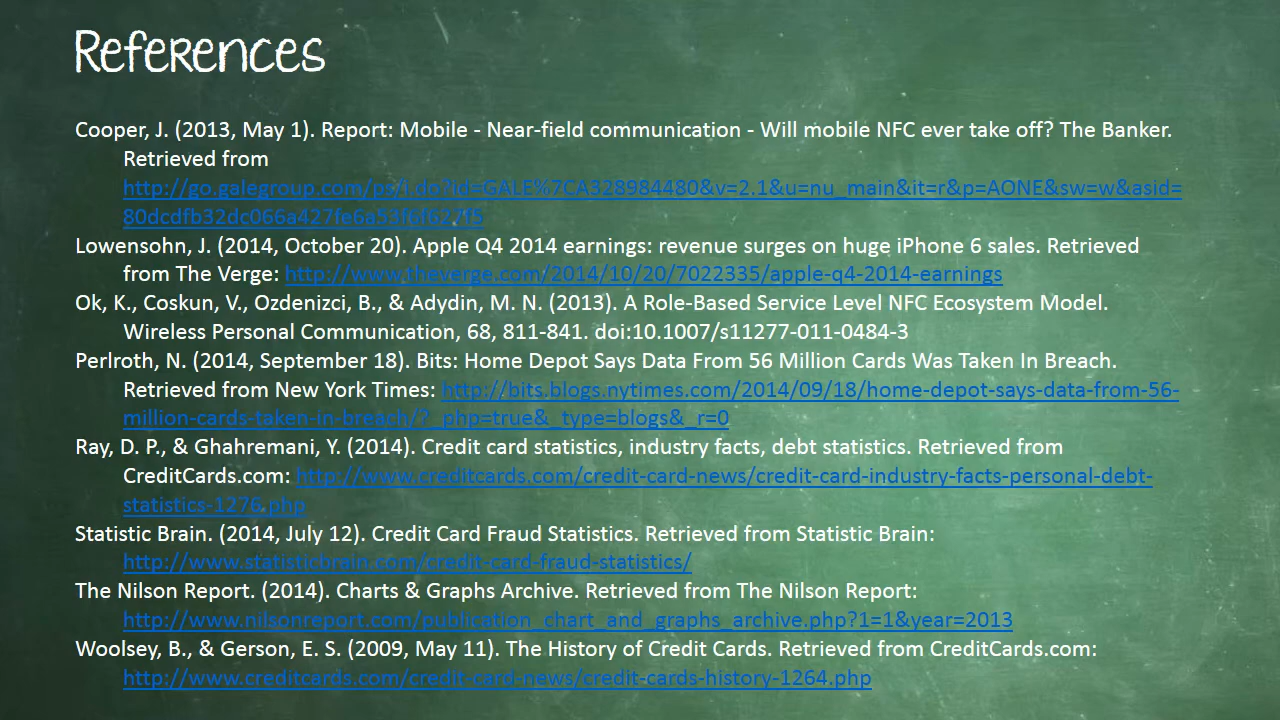 References
Cooper, J. (2013, May 1). Report: Mobile - Near-field communication - Will mobile NFC ever take off? The Banker.
Retrieved from
http://go.galegroup.com/ps/i.do?id=GALE%7CA328984480&v=2.1&u=nu_main&it=r&p=AONE&sw=w&asid=
80dcdfb32dc066a427fe6a53f6f627f5
Lowensohn, J. (2014, October 20). Apple Q4 2014 earnings: revenue surges on huge iPhone 6 sales. Retrieved
from The Verge: http://www.theverge.com/2014/10/20/7022335/apple-q4-2014-earnings
Ok, K., Coskun, V., Ozdenizci, B., & Adydin, M. N. (2013). A Role-Based Service Level NFC Ecosystem Model.
Wireless Personal Communication, 68, 811-841. doi:10.1007/s11277-011-0484-3
Perlroth, N. (2014, September 18). Bits: Home Depot Says Data From 56 Million Cards Was Taken In Breach.
Retrieved from New York Times: http://bits.blogs.nytimes.com/2014/09/18/home-depot-says-data-from-56-
million-cards-taken-in-breach/?_php=true&_type=blogs&_r=0
Ray, D. P., & Ghahremani, Y. (2014). Credit card statistics, industry facts, debt statistics. Retrieved from
CreditCards.com: http://www.creditcards.com/credit-card-news/credit-card-industry-facts-personal-debt-
statistics-1276.php
Statistic Brain. (2014, July 12). Credit Card Fraud Statistics. Retrieved from Statistic Brain:
http://www.statisticbrain.com/credit-card-fraud-statistics/
The Nilson Report. (2014). Charts & Graphs Archive. Retrieved from The Nilson Report:
http://www.nilsonreport.com/publication_chart_and_graphs_archive.php?1=1&year=2013
Woolsey, B., & Gerson, E. S. (2009, May 11). The History of Credit Cards. Retrieved from CreditCards.com:
http://www.creditcards.com/credit-card-news/credit-cards-history-1264.php